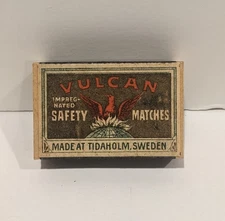 VULCAN
IMPREG-
NATED
SAFETY MATCHES
MADE AT TIDAHOLM, SWEDEN